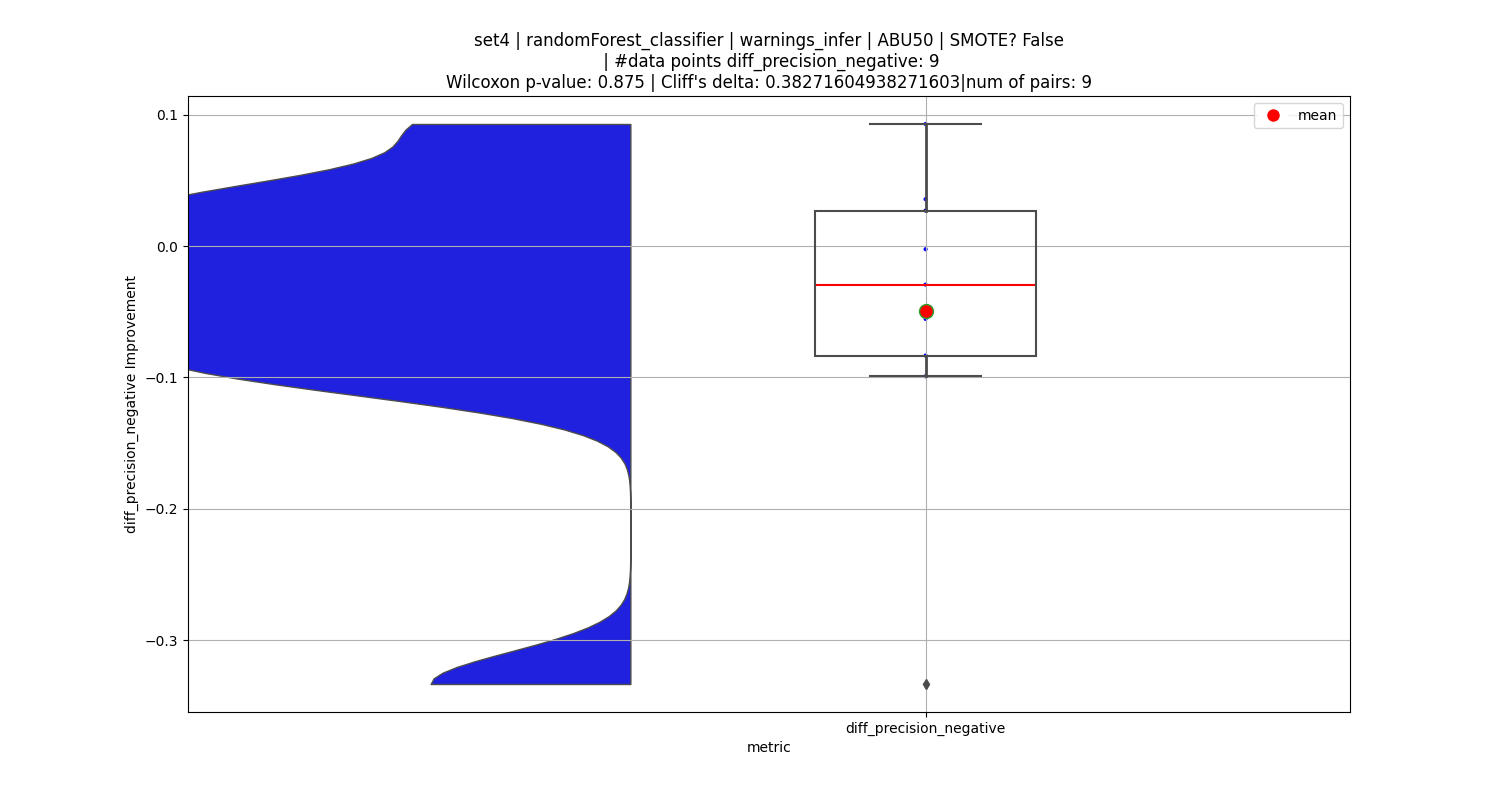 set4 | randomForest_classifier | warnings_infer | ABU50 | SMOTE? False
| #data points diff_precision_negative: 9
Wilcoxon p-value: 0.875 | Cliff's delta: 0.38271604938271603|num of pairs: 9
mean
diff_precision_negative Improvement
0.1
0.0
−0.1
−0.2
−0.3
diff_precision_negative
metric